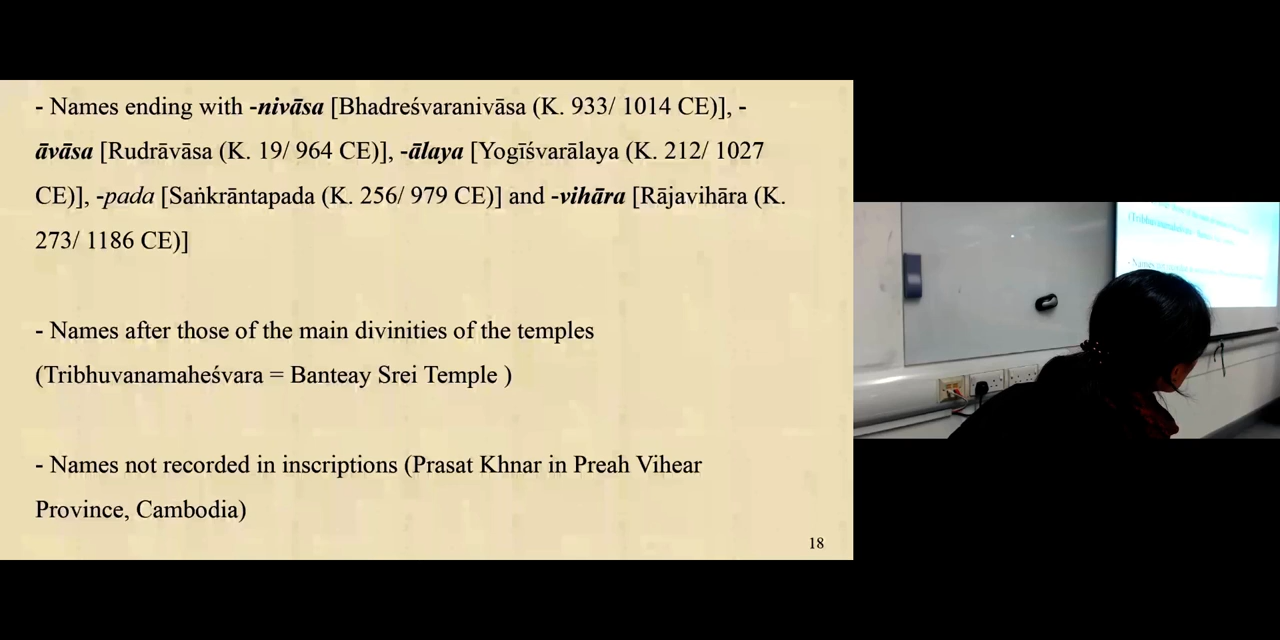 - Names ending with -nivāsa [Bhadreśvaranivāsa (K. 933/ 1014 CE)], -
āvāsa [Rudrāvāsa (K. 19/ 964 CE)], -ālaya [Yogīśvarālaya (K. 212/ 1027
CE)], -pada [Saṅkrāntapada (K. 256/ 979 CE)] and -vihāra [Rājavihāra (K.
273/ 1186 CE)]
- Names after those of the main divinities of the temples
(Tribhuvanamaheśvara = Banteay Srei Temple )
- Names not recorded in inscriptions (Prasat Khnar in Preah Vihear
Province, Cambodia)
18